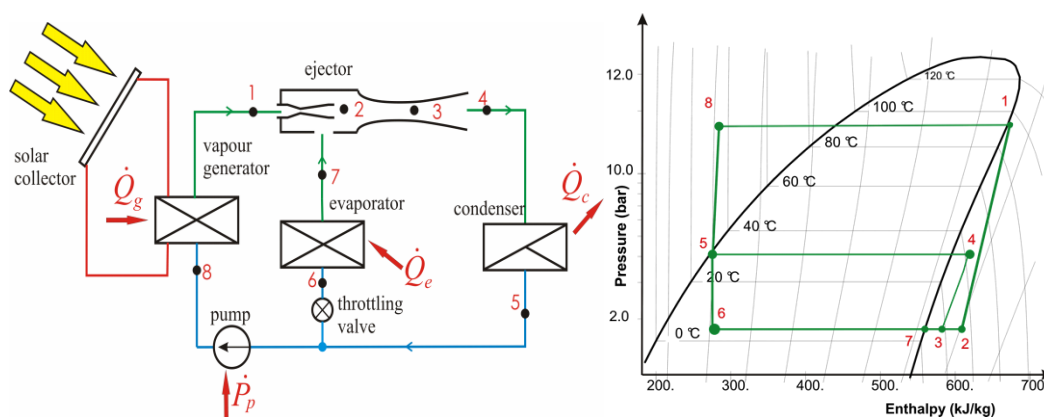 ejector
1
2
3
4
solar
collector
vapour
generator
7
evaporator
condenser
Q̇g
Q̇c
8
6
Q̇e
throttling
valve
5
pump
Ṗp
Pressure (bar)
12.0
10.0
2.0
120 °C
100 °C
80 °C
60 °C
40 °C
20 °C
0 °C
8
1
5
4
6
7
3
2
200.
300.
400.
500.
600.
700.
Enthalpy (kJ/kg)